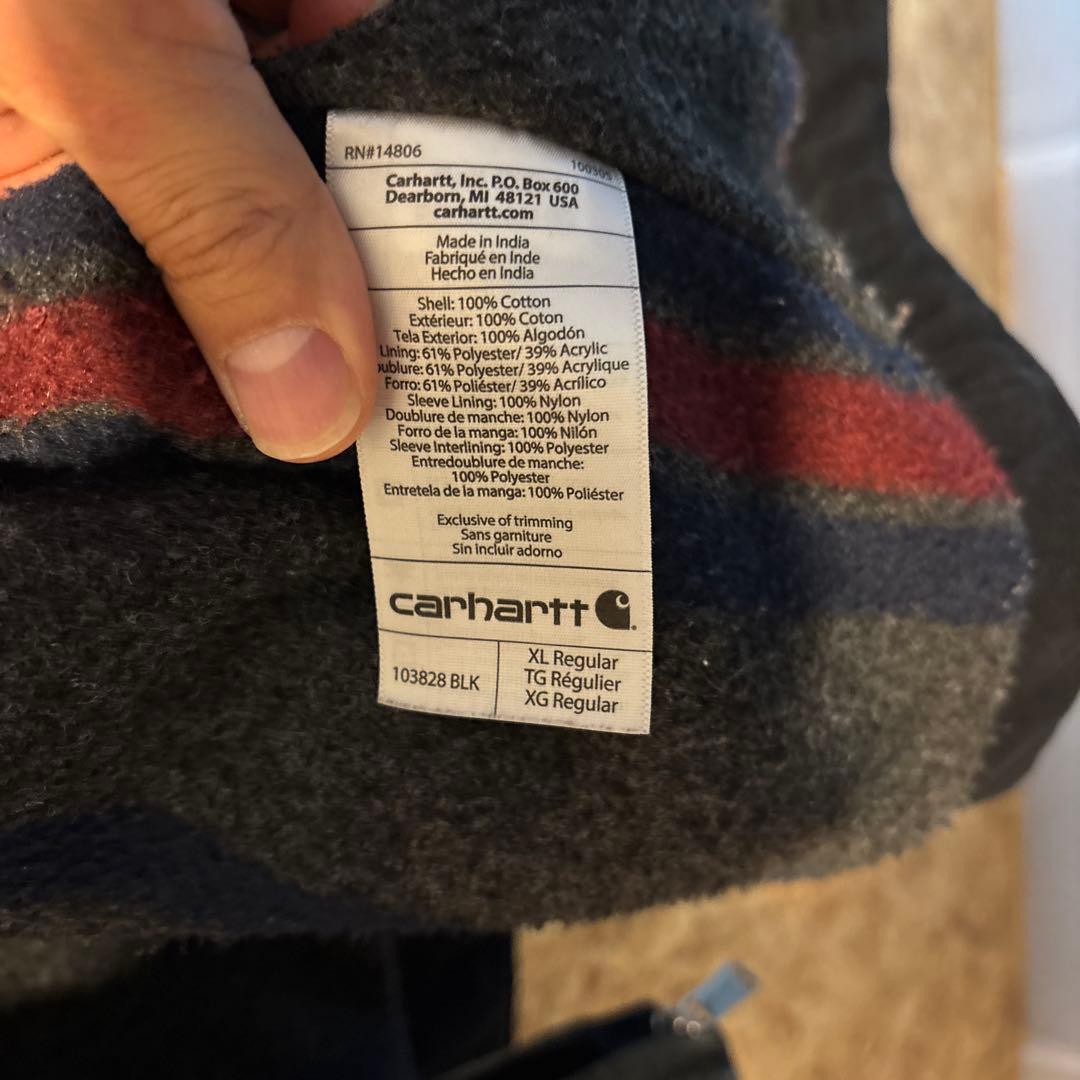 RN#14806
Carhartt, Inc. P.O. Box 600
Dearborn, MI 48121 USA
carhartt.com
Made in India
Fabriqué en Inde
Hecho en India
Shell: 100% Cotton
Extérieur: 100% Coton
Tela Exterior: 100% Algodón
Lining: 61% Polyester/ 39% Acrylic
61% Polyester/ 39% Acrylique
Forro: 61% Poliéster/ 39% Acrílico
Sleeve Lining: 100% Nylon
Doublure de manche: 100% Nylon
Forro de la manga: 100% Nilón
Sleeve Interlining: 100% Polyester
Entredoublure de manche:
100% Polyester
Entretela de la manga: 100% Poliéster
Exclusive of trimming
Sans garniture
Sin incluir adorno
carhartt
103828 BLK
XL Regular
TG Régulier
XG Regular